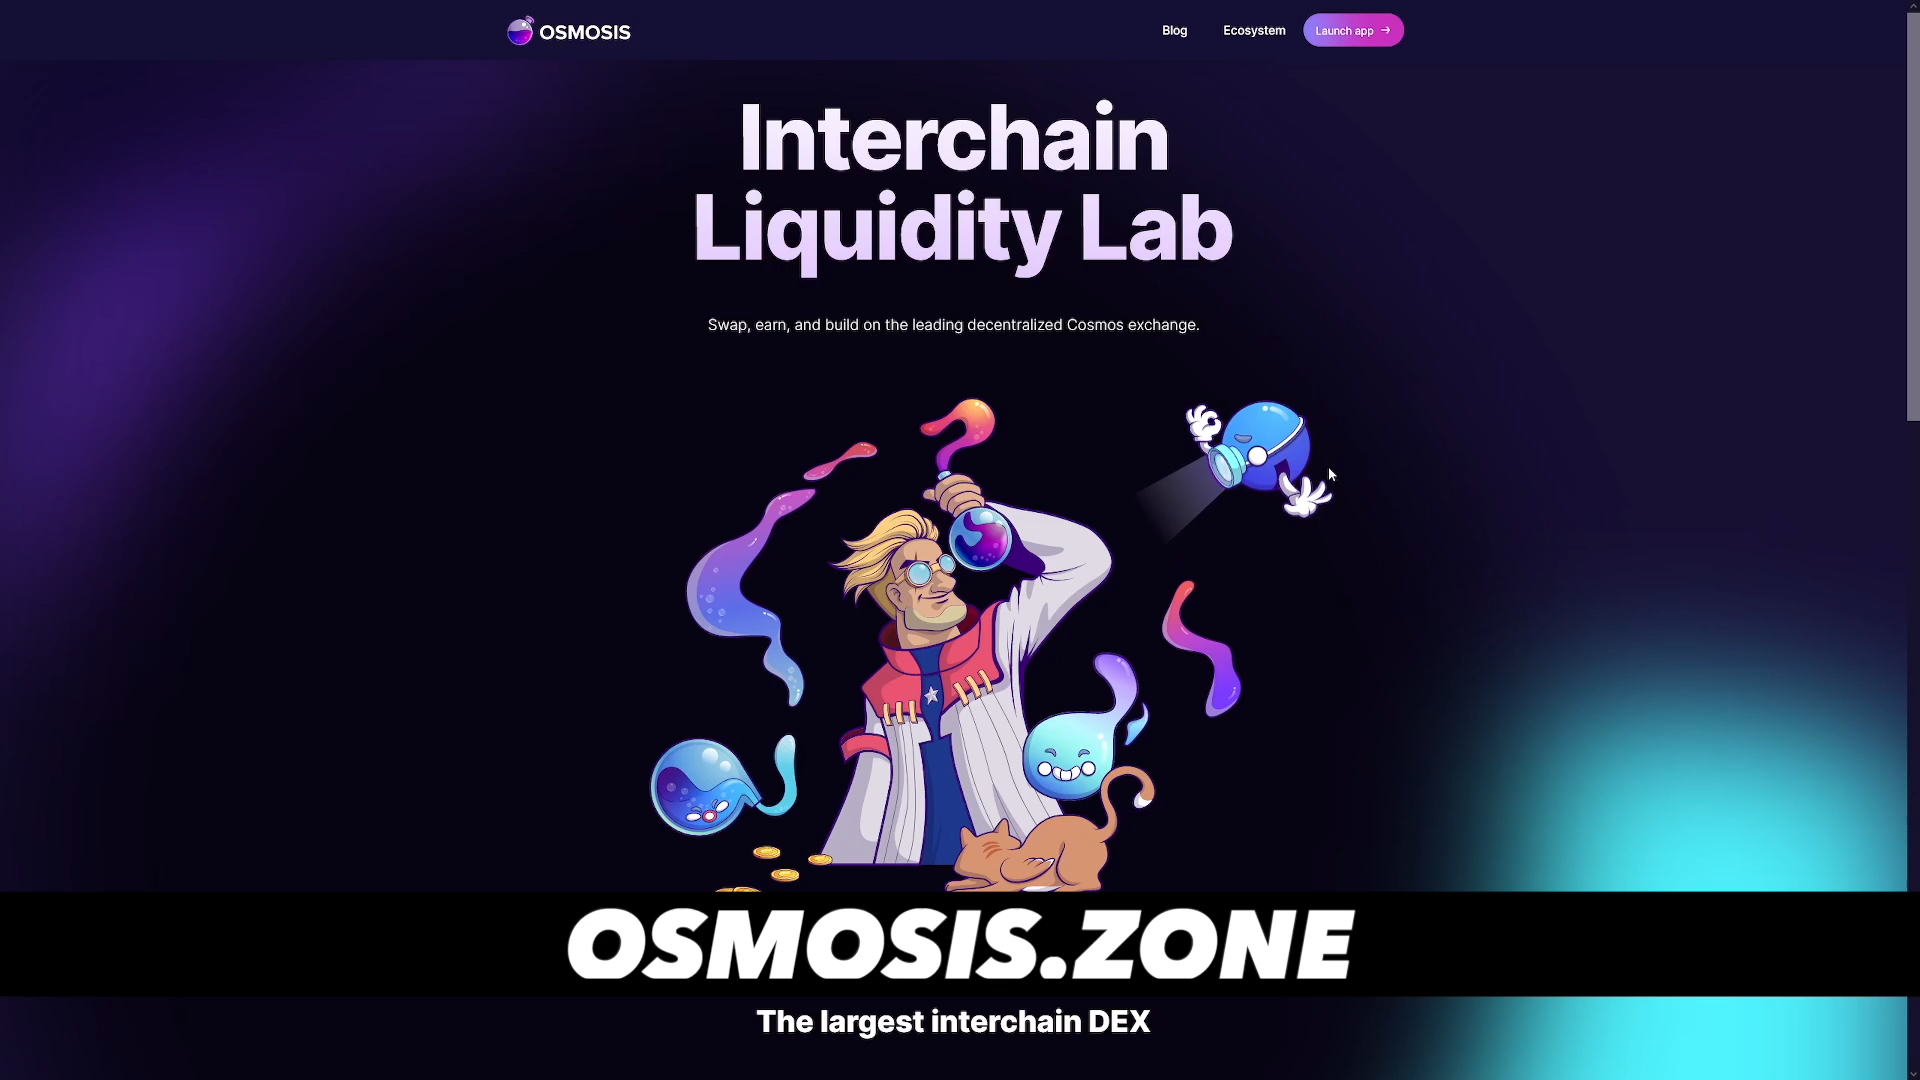 OSMOSIS
Blog
Ecosystem
Launch app
Interchain
Liquidity Lab
Swap, earn, and build on the leading decentralized Cosmos exchange.
OSMOSIS.ZONE
The largest interchain DEX